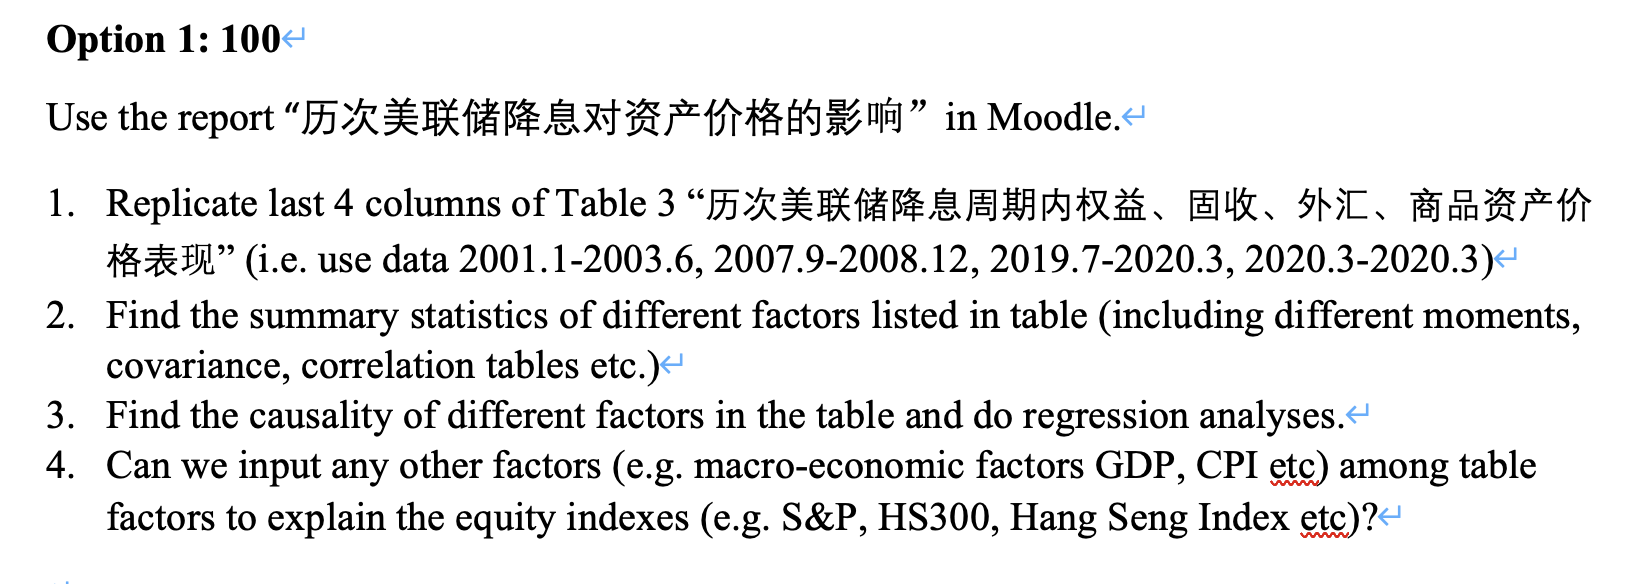 Option 1: 100↵
Use the report “历次美联储降息对资产价格的影响” in Moodle.↵
1. Replicate last 4 columns of Table 3 “历次美联储降息周期内权益、固收、外汇、商品资产价
格表现” (i.e. use data 2001.1-2003.6, 2007.9-2008.12, 2019.7-2020.3, 2020.3-2020.3)↵
2. Find the summary statistics of different factors listed in table (including different moments,
covariance, correlation tables etc.)↵
3. Find the causality of different factors in the table and do regression analyses.↵
4. Can we input any other factors (e.g. macro-economic factors GDP, CPI etc) among table
factors to explain the equity indexes (e.g. S&P, HS300, Hang Seng Index etc)?↵